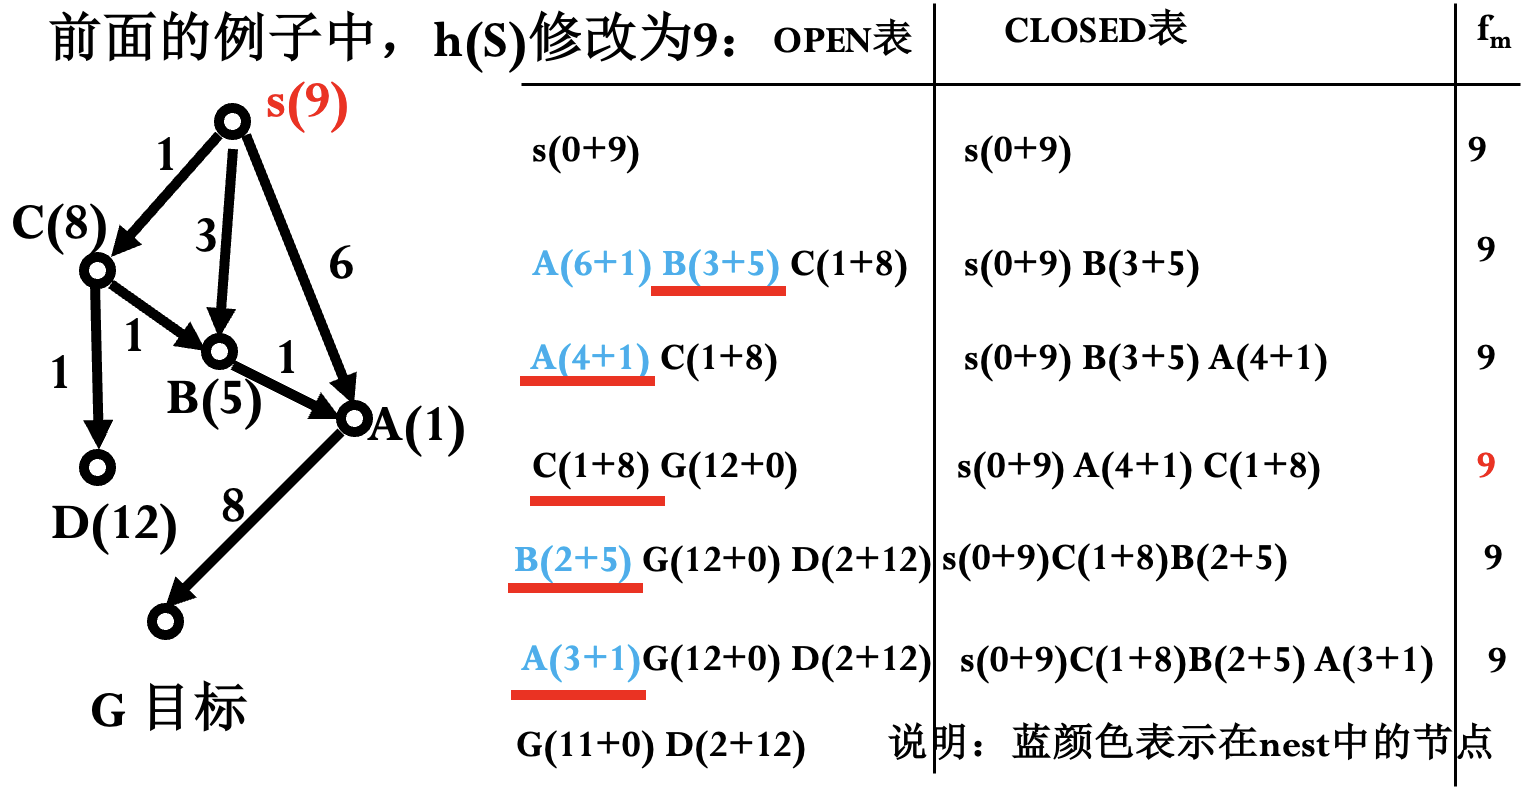 前面的例子中，h(S)修改为9：
OPEN表 CLOSED表 fm
s(9)
1
3
6
C(8)
1
1
1
B(5)
A(1)
D(12)
8
G 目标
s(0+9) s(0+9) 9
A(6+1) B(3+5) C(1+8) s(0+9) B(3+5) 9
A(4+1) C(1+8) s(0+9) B(3+5) A(4+1) 9
C(1+8) G(12+0) s(0+9) A(4+1) C(1+8) 9
B(2+5) G(12+0) D(2+12) s(0+9)C(1+8)B(2+5) 9
A(3+1)G(12+0) D(2+12) s(0+9)C(1+8)B(2+5) A(3+1) 9
G(11+0) D(2+12)
说明：蓝颜色表示在nest中的节点